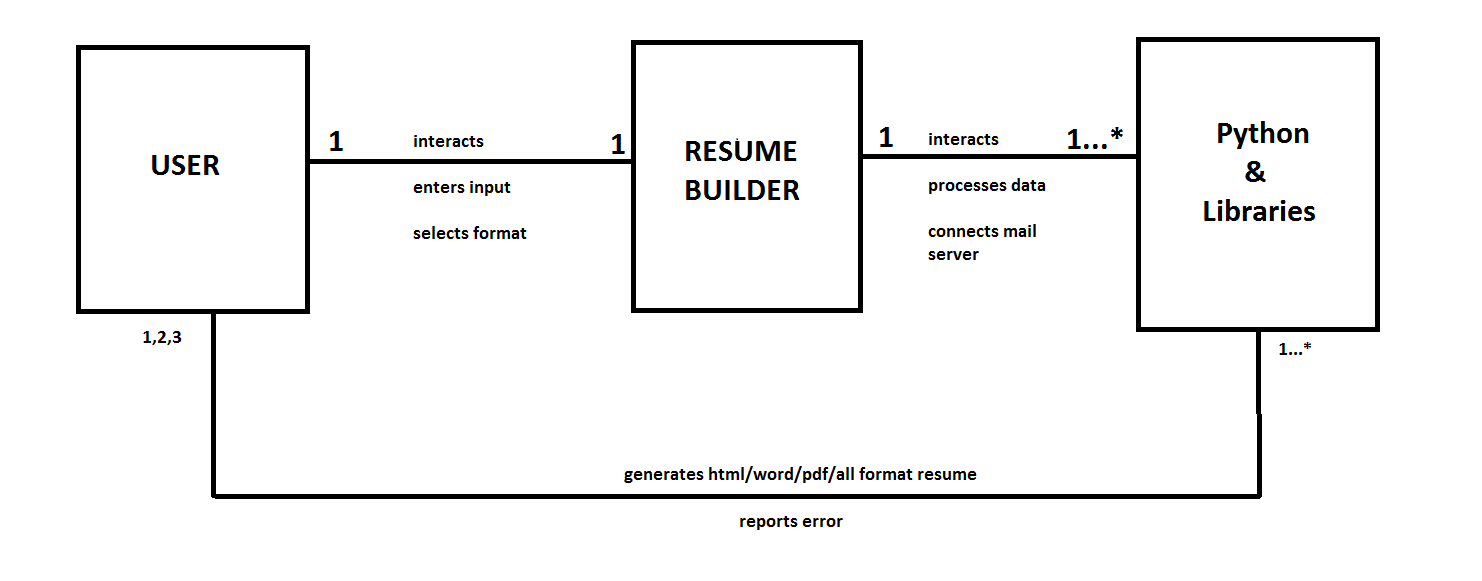 USER
1
interacts
1
enters input
selects format
RESUME
BUILDER
1
interacts
1...*
processes data
connects mail
server
Python
&
Libraries
1,2,3
1...*
generates html/word/pdf/all format resume
reports error